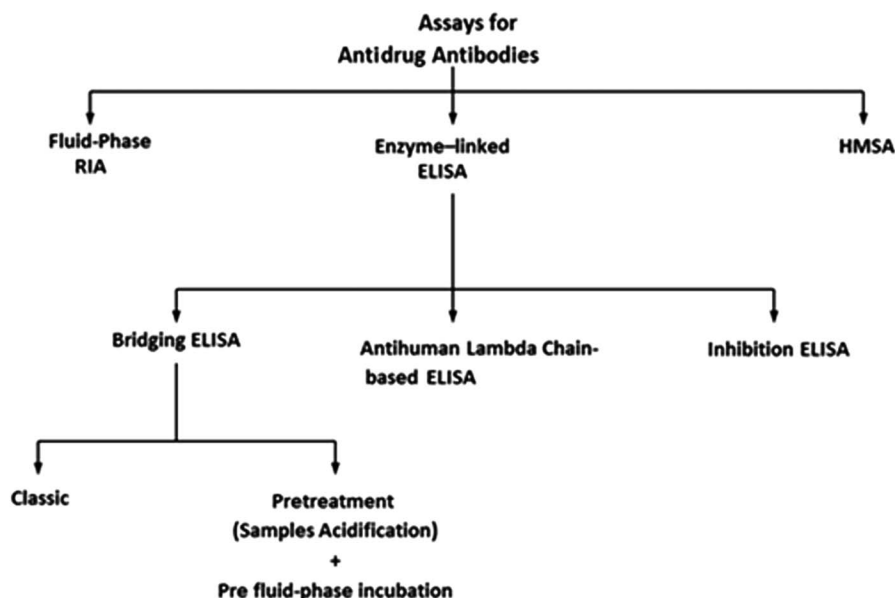 Assays for
Antidrug Antibodies
Fluid-Phase
RIA
Enzyme–linked
ELISA
HMSA
Bridging ELISA
Antihuman Lambda Chain-
based ELISA
Inhibition ELISA
Classic
Pretreatment
(Samples Acidification)
+
Pre fluid-phase incubation